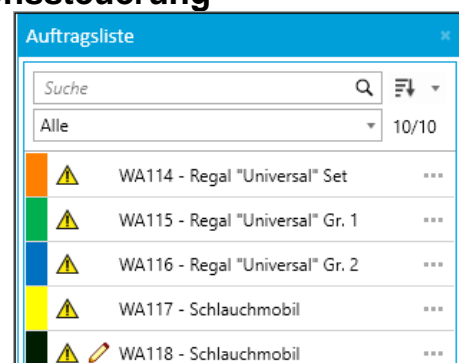 Auftragsliste
Suche
Alle
10/10
WA114 - Regal "Universal" Set
WA115 - Regal "Universal" Gr. 1
WA116 - Regal "Universal" Gr. 2
WA117 - Schlauchmobil
WA118 - Schlauchmobil